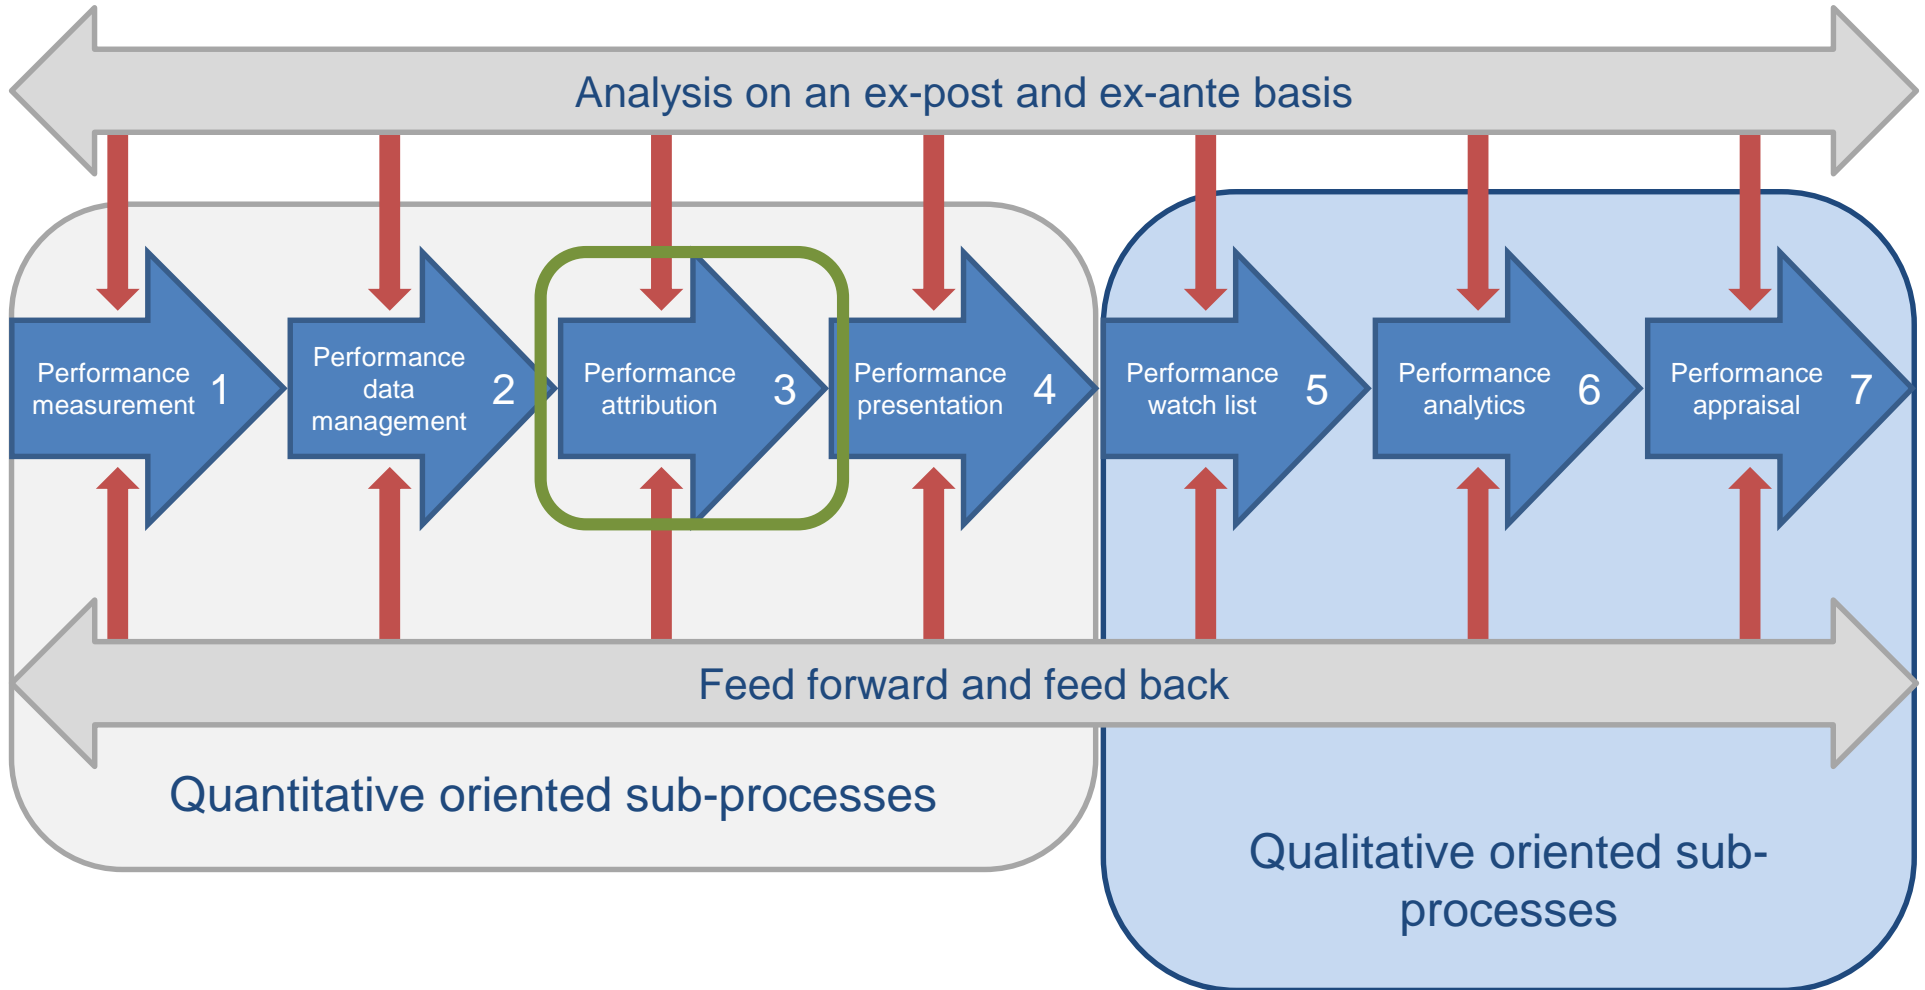 Analysis on an ex-post and ex-ante basis
Performance
measurement
1
Performance
data
management
2
Performance
attribution
3
Performance
presentation
4
Performance
watch list
5
Performance
analytics
6
Performance
appraisal
7
Feed forward and feed back
Quantitative oriented sub-processes
Qualitative oriented sub-
processes